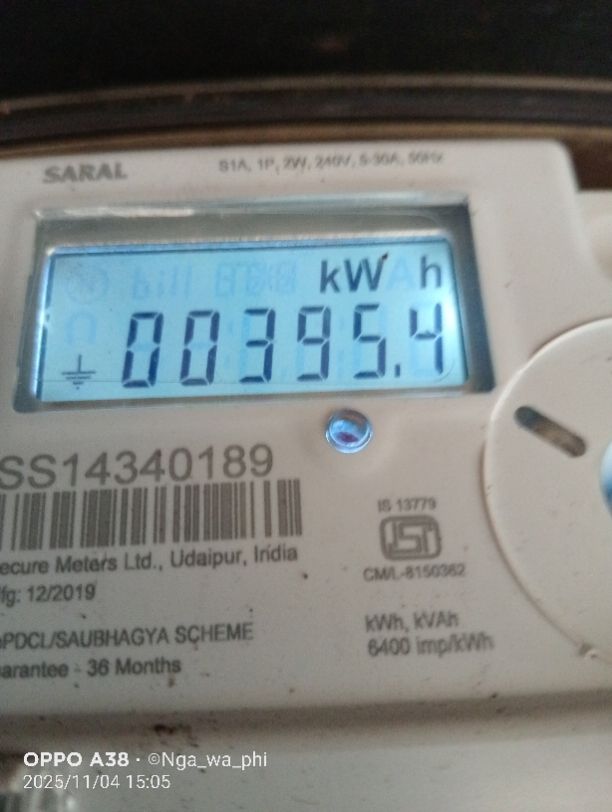 SARAL
S1A, 1P, 2W, 240V, 5-30A, 50Hz
kWh
00395.4
SS14340189
IS 13779
ecure Meters Ltd., Udaipur, India
CM/L-8150362
fg: 12/2019
PDCL/SAUBHAGYA SCHEME
kWh, kVAh
arantee - 36 Months
6400 imp/kWh
OPPO A38 · ©Nga_wa_phi
2025/11/04 15:05